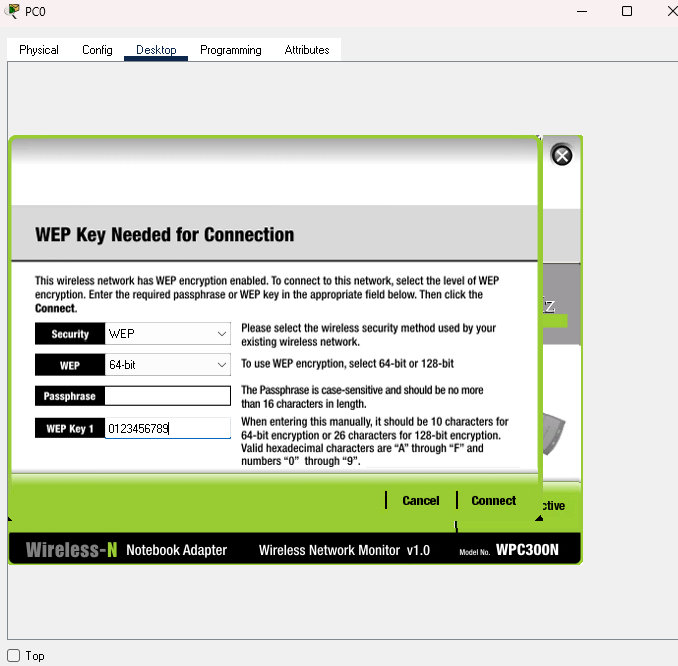 PC0
Physical Config Desktop Programming Attributes
WEP Key Needed for Connection
This wireless network has WEP encryption enabled. To connect to this network, select the level of WEP
encryption. Enter the required passphrase or WEP key in the appropriate field below. Then click the
Connect.
Security WEP
Please select the wireless security method used by your
existing wireless network.
WEP 64-bit
To use WEP encryption, select 64-bit or 128-bit
Passphrase
The Passphrase is case-sensitive and should be no more
than 16 characters in length.
WEP Key 1 0123456789
When entering this manually, it should be 10 characters for
64-bit encryption or 26 characters for 128-bit encryption.
Valid hexadecimal characters are "A" through "F" and
numbers "0" through "9".
Cancel Connect
Wireless-N Notebook Adapter Wireless Network Monitor v1.0 Model No. WPC300N
Top